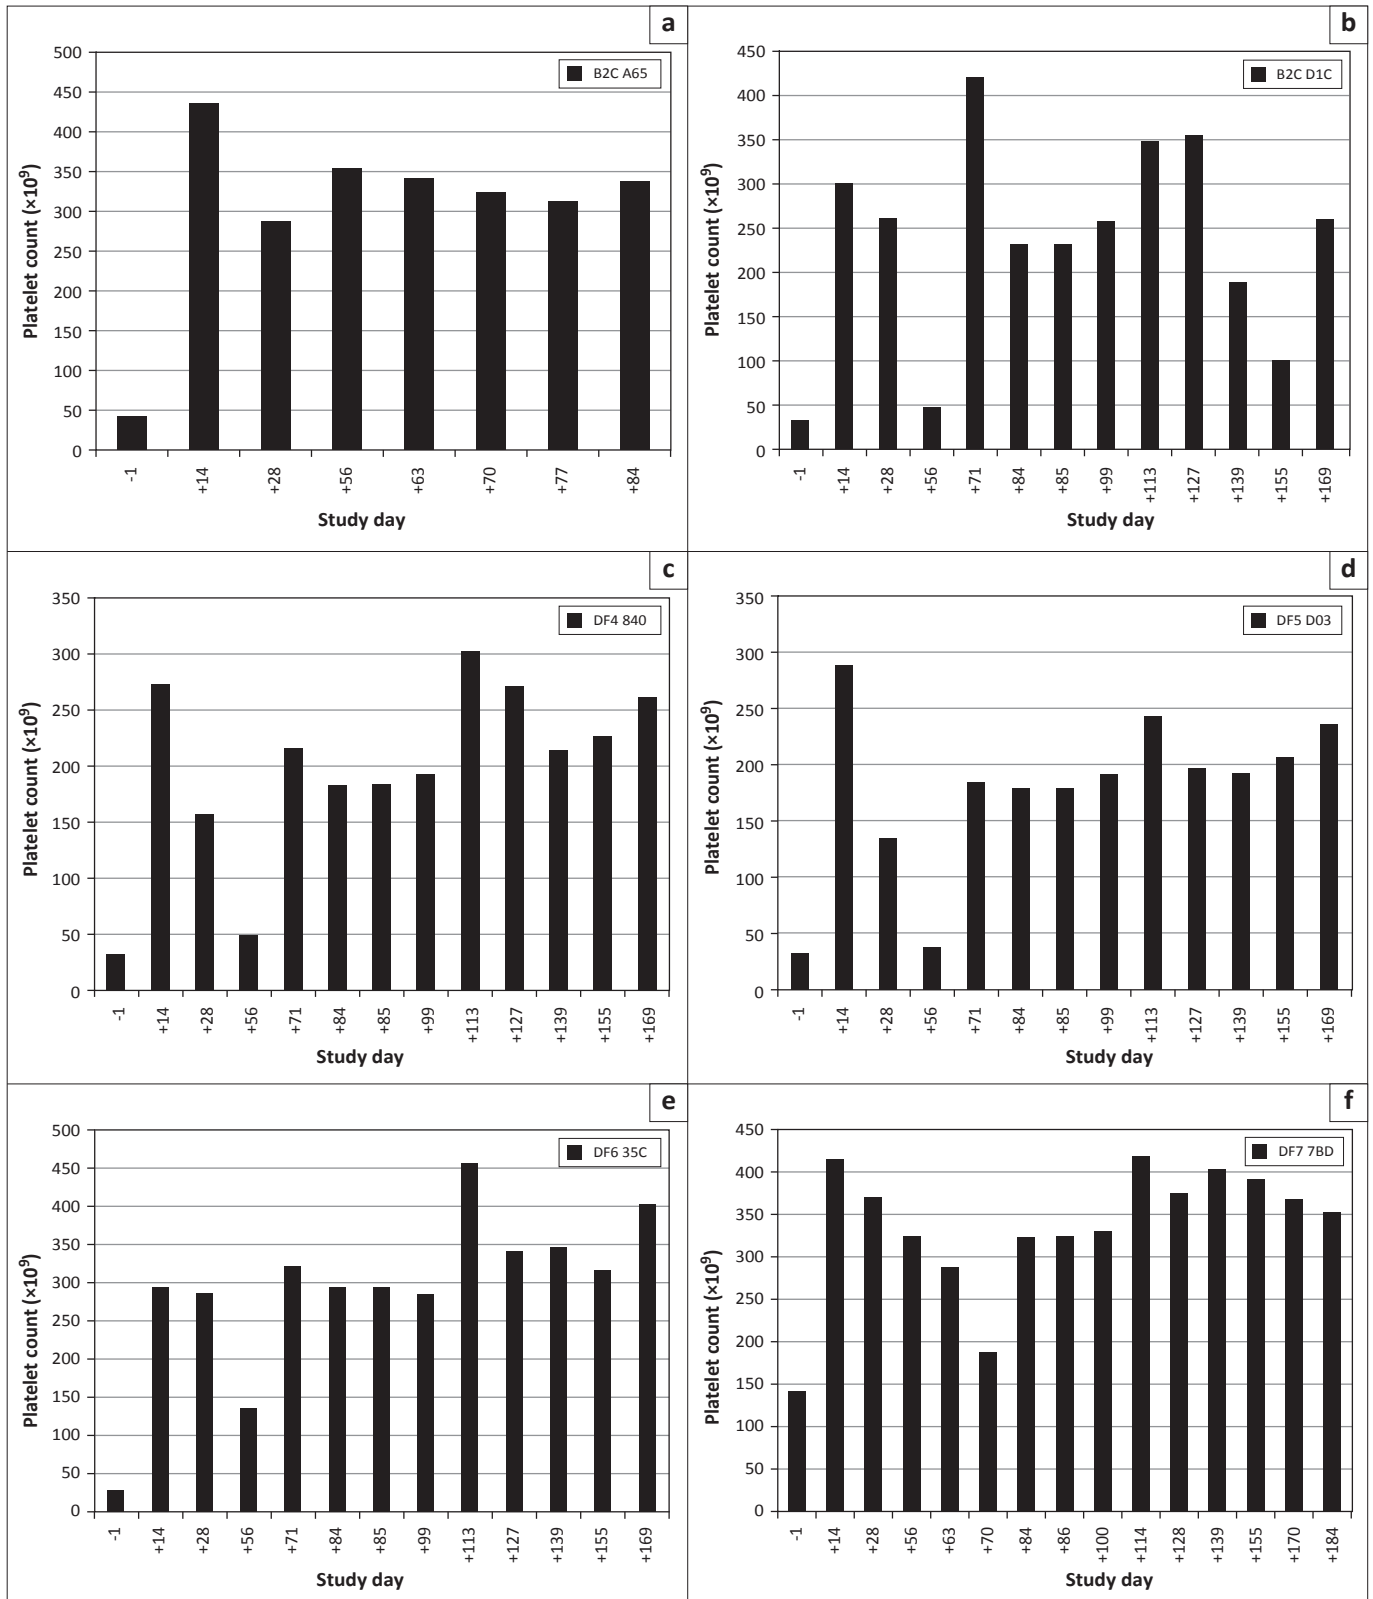 a
B2C A65
Platelet count (×10⁹)
500
450
400
350
300
250
200
150
100
50
0
-1 +14 +28 +56 +63 +70 +77 +84
Study day
b
B2C D1C
Platelet count (×10⁹)
450
400
350
300
250
200
150
100
50
0
-1 +14 +28 +56 +71 +84 +85 +99 +113 +127 +139 +155 +169
Study day
c
DF4 840
Platelet count (×10⁹)
350
300
250
200
150
100
50
0
-1 +14 +28 +56 +71 +84 +85 +99 +113 +127 +139 +155 +169
Study day
d
DF5 D03
Platelet count (×10⁹)
350
300
250
200
150
100
50
0
-1 +14 +28 +56 +71 +84 +85 +99 +113 +127 +139 +155 +169
Study day
e
DF6 35C
Platelet count (×10⁹)
500
450
400
350
300
250
200
150
100
50
0
-1 +14 +28 +56 +71 +84 +85 +99 +113 +127 +139 +155 +169
Study day
f
DF7 7BD
Platelet count (×10⁹)
450
400
350
300
250
200
150
100
50
0
-1 +14 +28 +56 +63 +70 +84 +86 +100 +114 +128 +139 +155 +170 +184
Study day